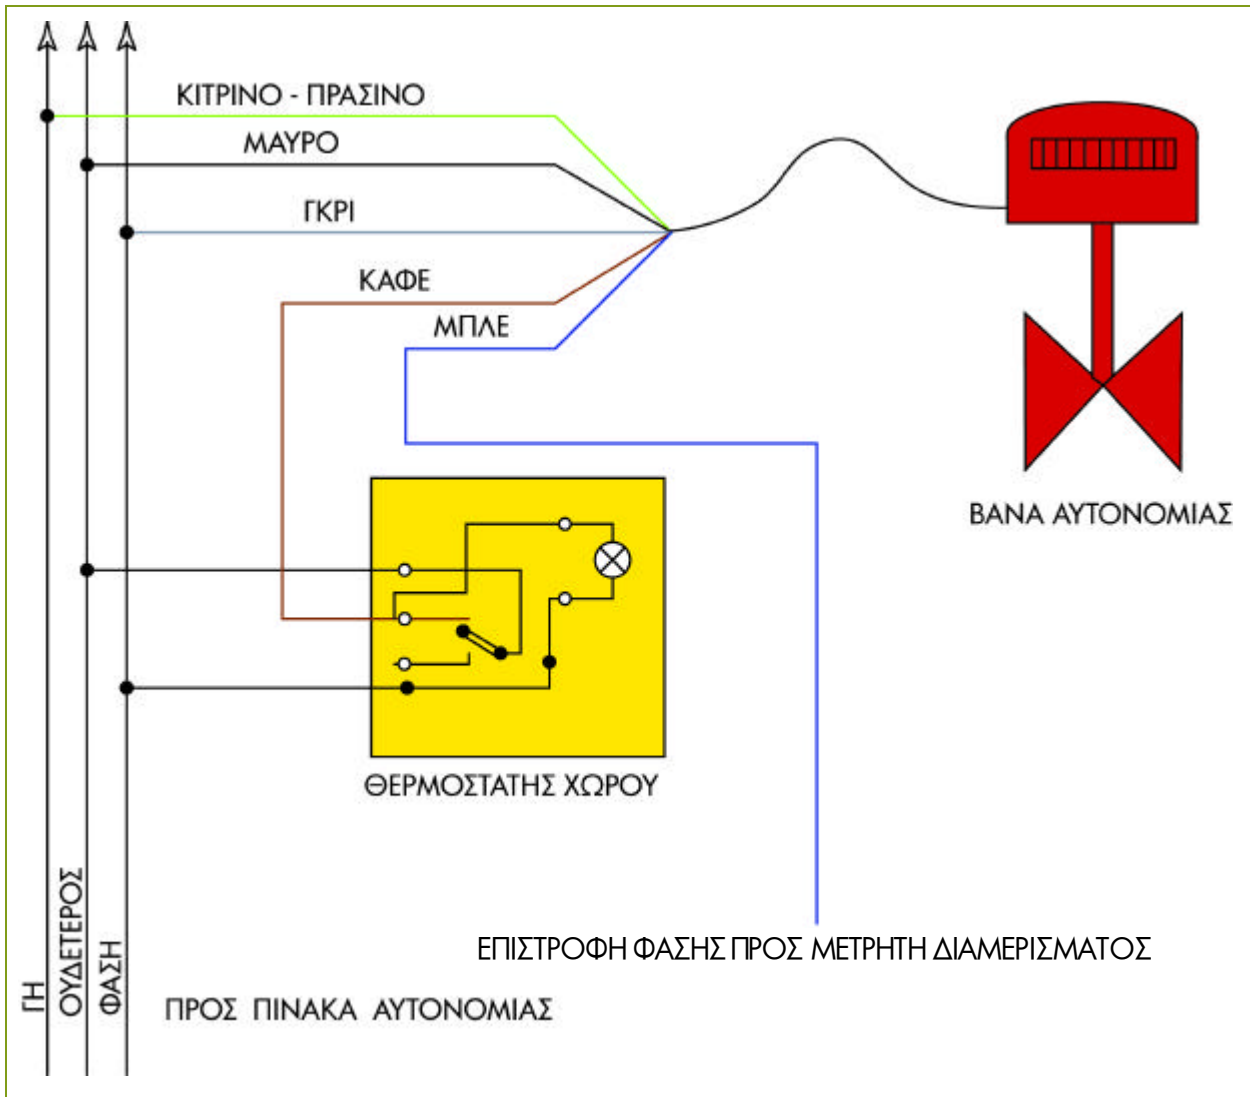 ΚΙΤΡΙΝΟ - ΠΡΑΣΙΝΟ
ΜΑΥΡΟ
ΓΚΡΙ
ΚΑΦΕ
ΜΠΛΕ
ΒΑΝΑ ΑΥΤΟΝΟΜΙΑΣ
ΘΕΡΜΟΣΤΑΤΗΣ ΧΩΡΟΥ
ΕΠΙΣΤΡΟΦΗ ΦΑΣΗΣ ΠΡΟΣ ΜΕΤΡΗΤΗ ΔΙΑΜΕΡΙΣΜΑΤΟΣ
ΓΗ
ΟΥΔΕΤΕΡΟΣ
ΦΑΣΗ
ΠΡΟΣ ΠΙΝΑΚΑ ΑΥΤΟΝΟΜΙΑΣ